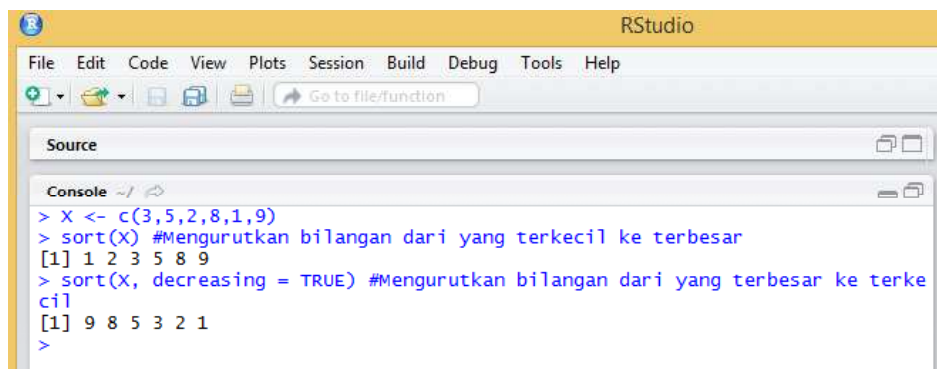 R RStudio
File Edit Code View Plots Session Build Debug Tools Help
Go to file/function
Source
Console ~/
> X <- c(3,5,2,8,1,9)
> sort(X) #Mengurutkan bilangan dari yang terkecil ke terbesar
[1] 1 2 3 5 8 9
> sort(X, decreasing = TRUE) #Mengurutkan bilangan dari yang terbesar ke terke
cil
[1] 9 8 5 3 2 1
>